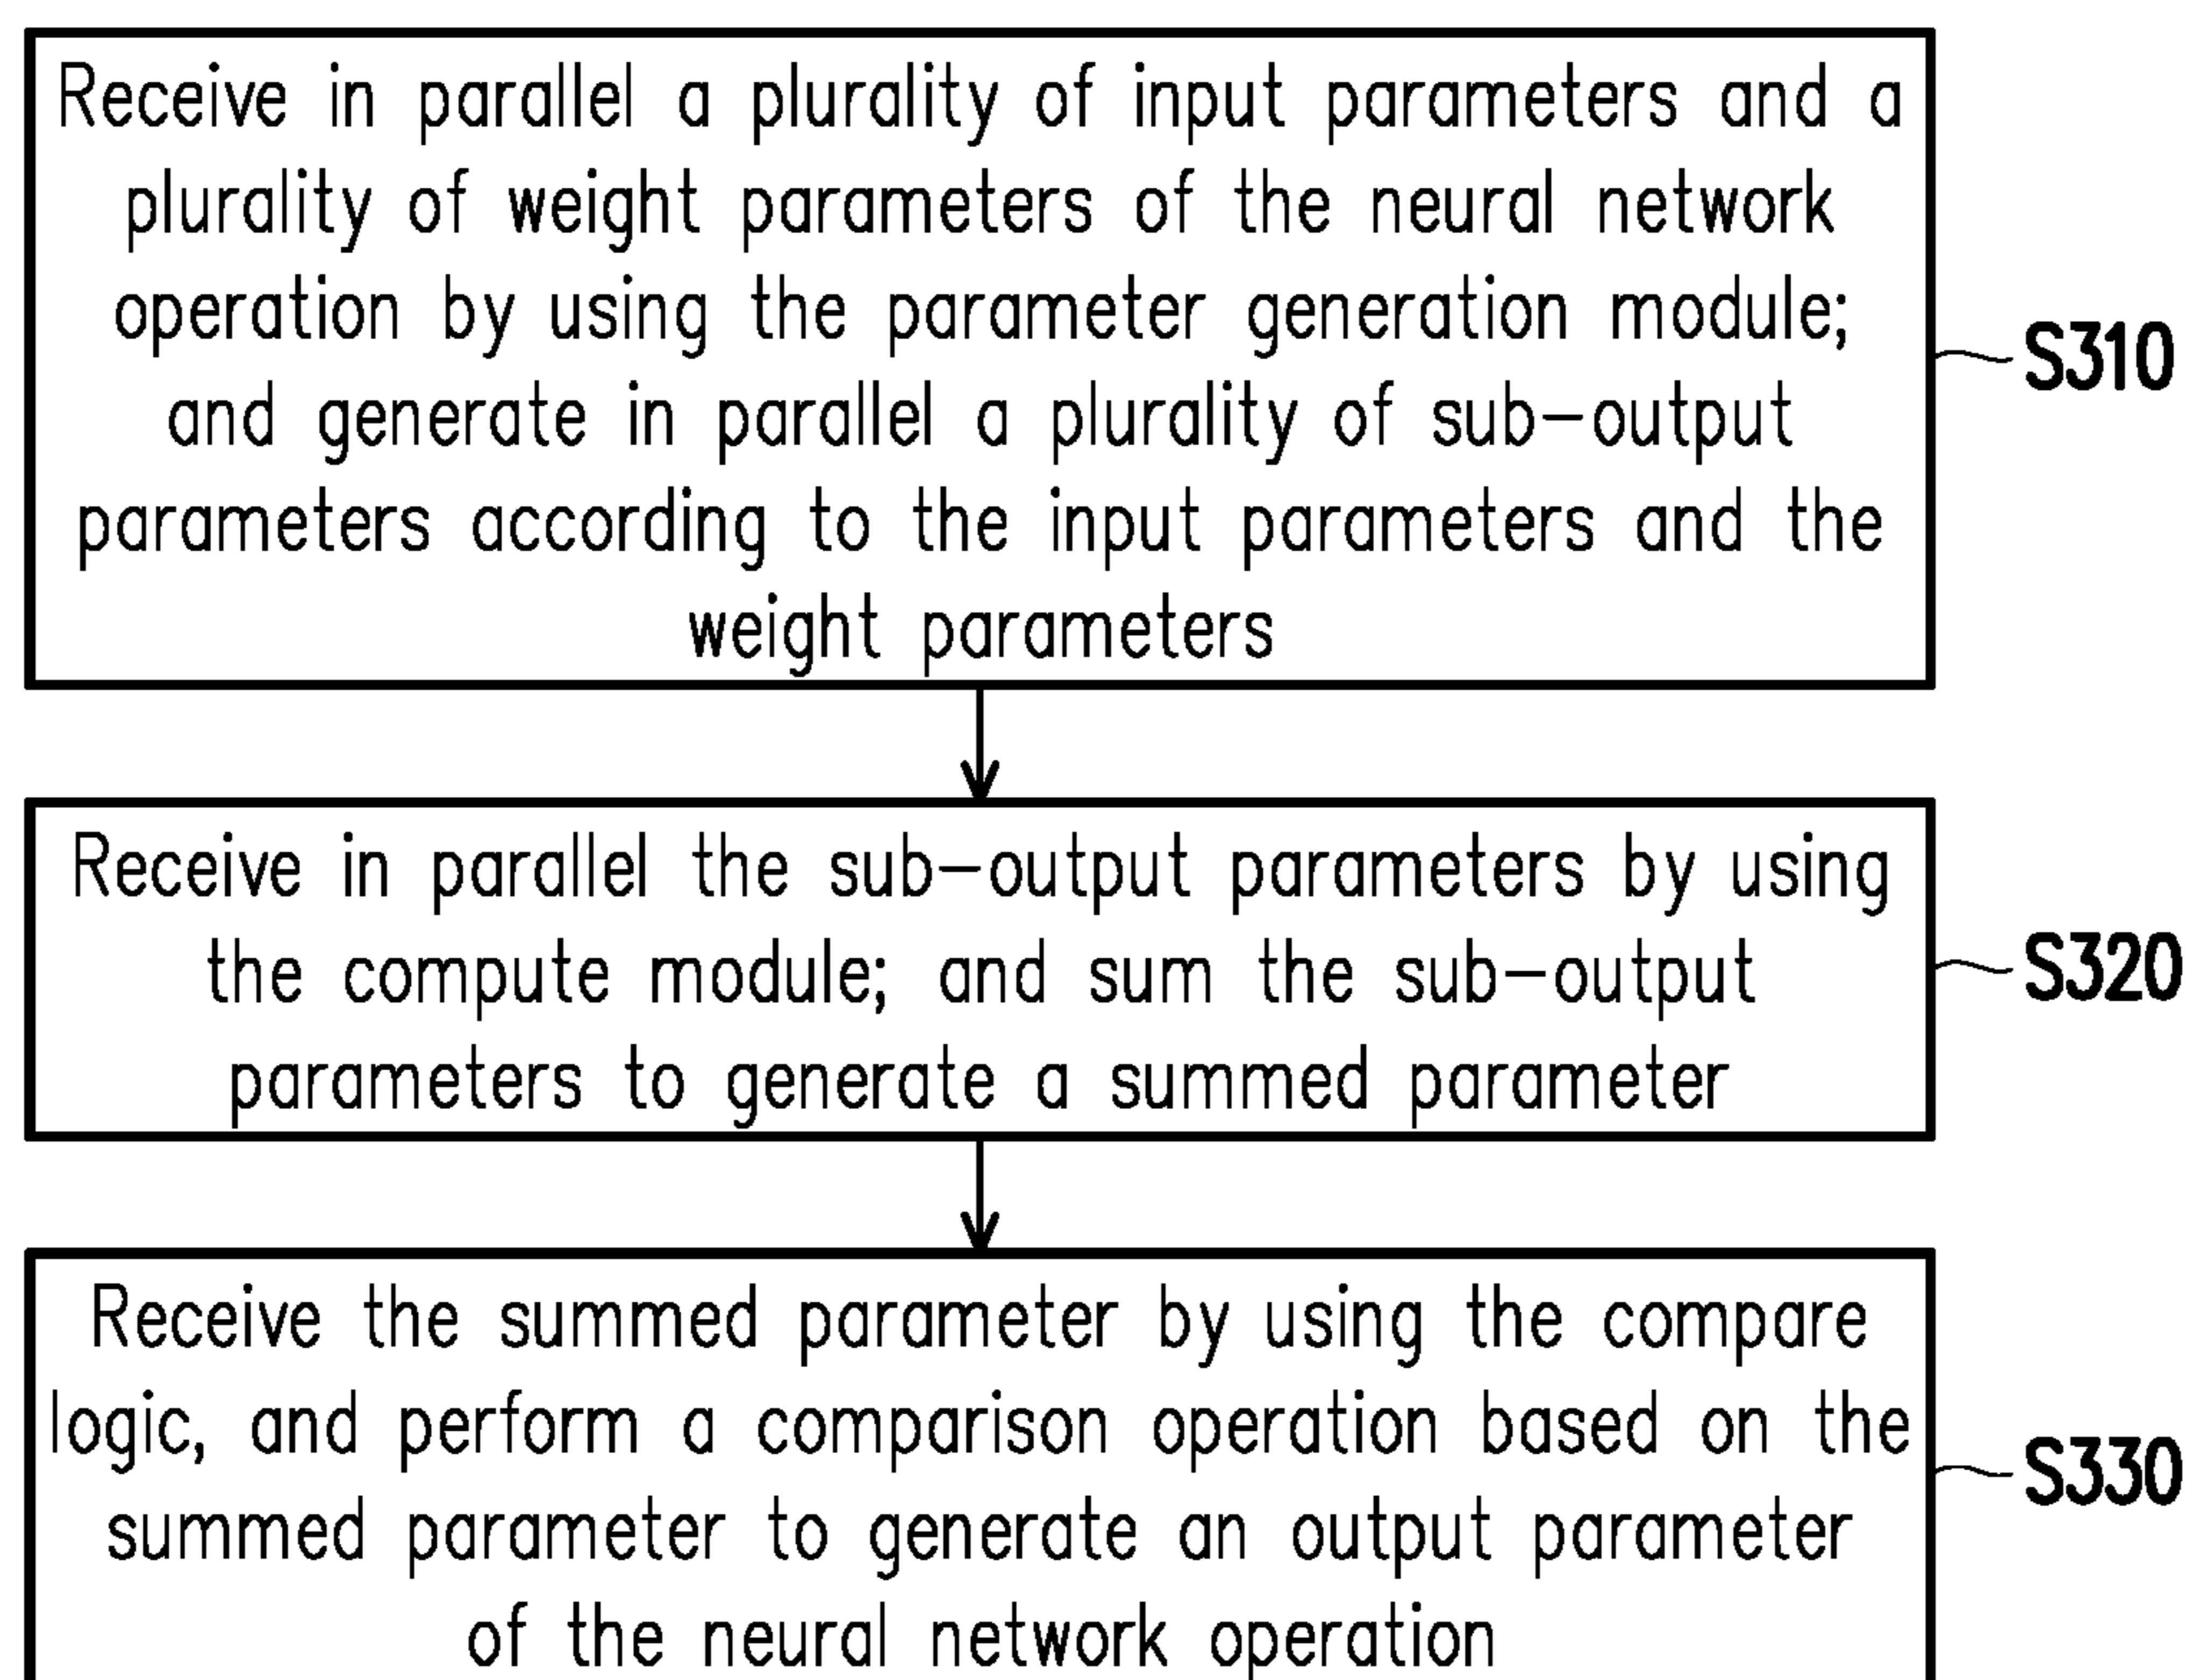 Receive in parallel a plurality of input parameters and a
plurality of weight parameters of the neural network
operation by using the parameter generation module;
and generate in parallel a plurality of sub-output
parameters according to the input parameters and the
weight parameters
S310
Receive in parallel the sub-output parameters by using
the compute module; and sum the sub-output
parameters to generate a summed parameter
S320
Receive the summed parameter by using the compare
logic, and perform a comparison operation based on the
summed parameter to generate an output parameter
of the neural network operation
S330